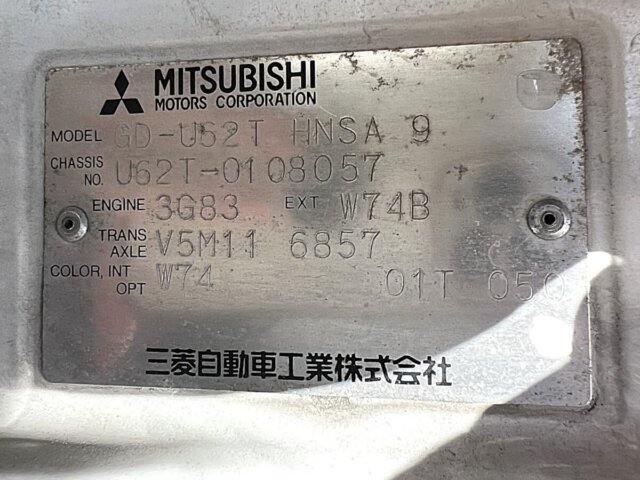 MITSUBISHI
MOTORS CORPORATION
MODEL GD-U62T HNSA 9
CHASSIS NO. U62T-0108057
ENGINE 3G83 EXT W74B
TRANS AXLE V5M11 6857
COLOR, INT OPT W74 01T 050
三菱自動車工業株式会社